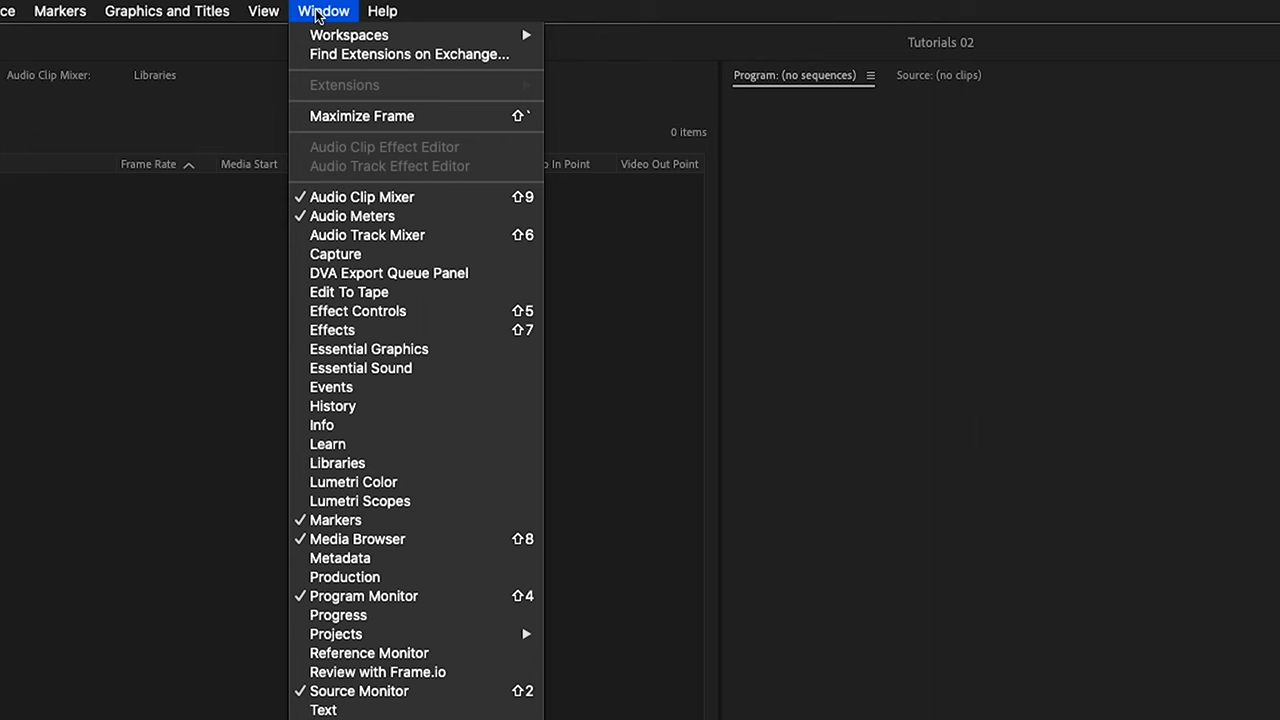 ce Markers Graphics and Titles View Window Help
Tutorials 02
Audio Clip Mixer: Libraries
Program: (no sequences) ☰ Source: (no clips)
0 items
Frame Rate Media Start o In Point Video Out Point
Workspaces ▶
Find Extensions on Exchange...
Extensions
Maximize Frame ⇧`
Audio Clip Effect Editor
Audio Track Effect Editor
✓ Audio Clip Mixer ⇧9
✓ Audio Meters
Audio Track Mixer ⇧6
Capture
DVA Export Queue Panel
Edit To Tape
Effect Controls ⇧5
Effects ⇧7
Essential Graphics
Essential Sound
Events
History
Info
Learn
Libraries
Lumetri Color
Lumetri Scopes
✓ Markers
✓ Media Browser ⇧8
Metadata
Production
✓ Program Monitor ⇧4
Progress
Projects ▶
Reference Monitor
Review with Frame.io
✓ Source Monitor ⇧2
Text